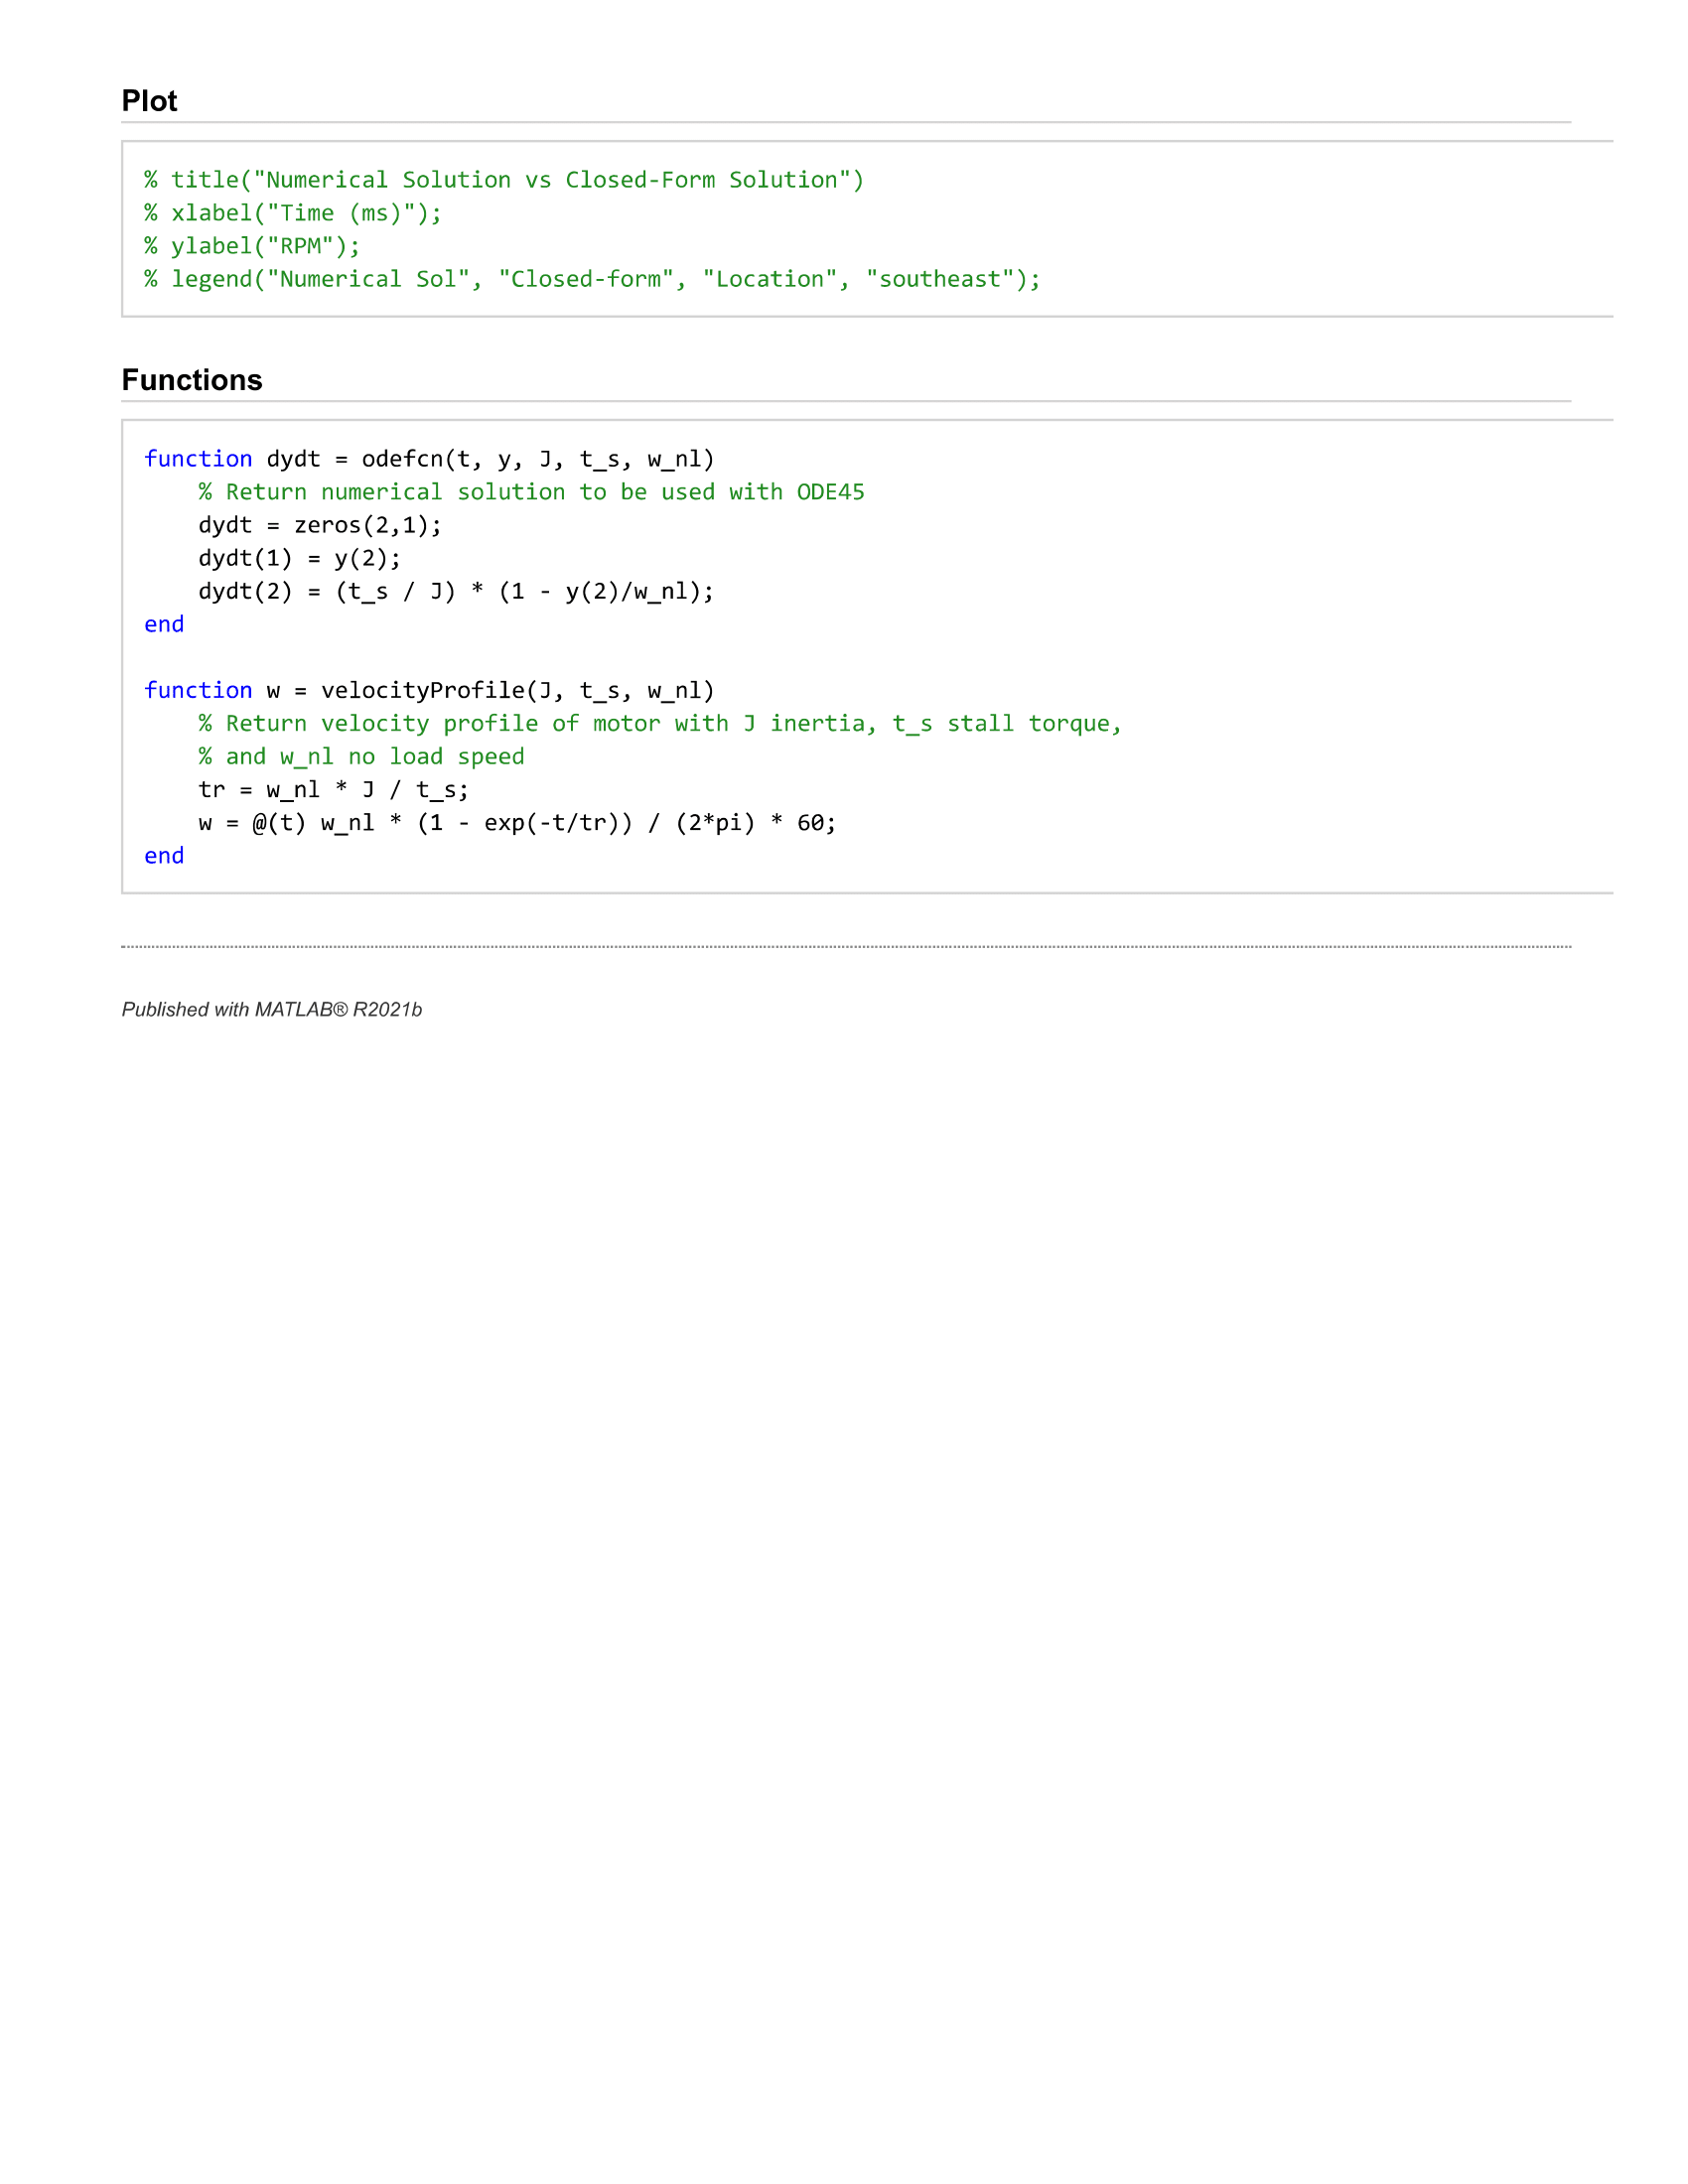 Plot
% title("Numerical Solution vs Closed-Form Solution")
% xlabel("Time (ms)");
% ylabel("RPM");
% legend("Numerical Sol", "Closed-form", "Location", "southeast");
Functions
function dydt = odefcn(t, y, J, t_s, w_nl)
    % Return numerical solution to be used with ODE45
    dydt = zeros(2,1);
    dydt(1) = y(2);
    dydt(2) = (t_s / J) * (1 - y(2)/w_nl);
end
function w = velocityProfile(J, t_s, w_nl)
    % Return velocity profile of motor with J inertia, t_s stall torque,
    % and w_nl no load speed
    tr = w_nl * J / t_s;
    w = @(t) w_nl * (1 - exp(-t/tr)) / (2*pi) * 60;
end
Published with MATLAB® R2021b